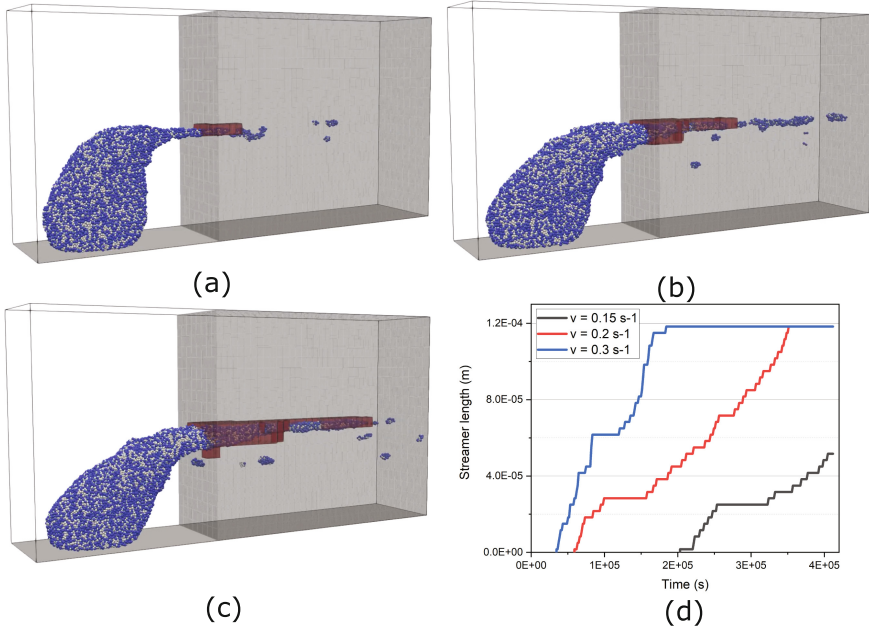 (a)
(b)
(c)
v = 0.15 s-1
v = 0.2 s-1
v = 0.3 s-1
1.2E-04
8.0E-05
4.0E-05
0.0E+00
Streamer length (m)
0E+00 1E+05 2E+05 3E+05 4E+05
Time (s)
(d)